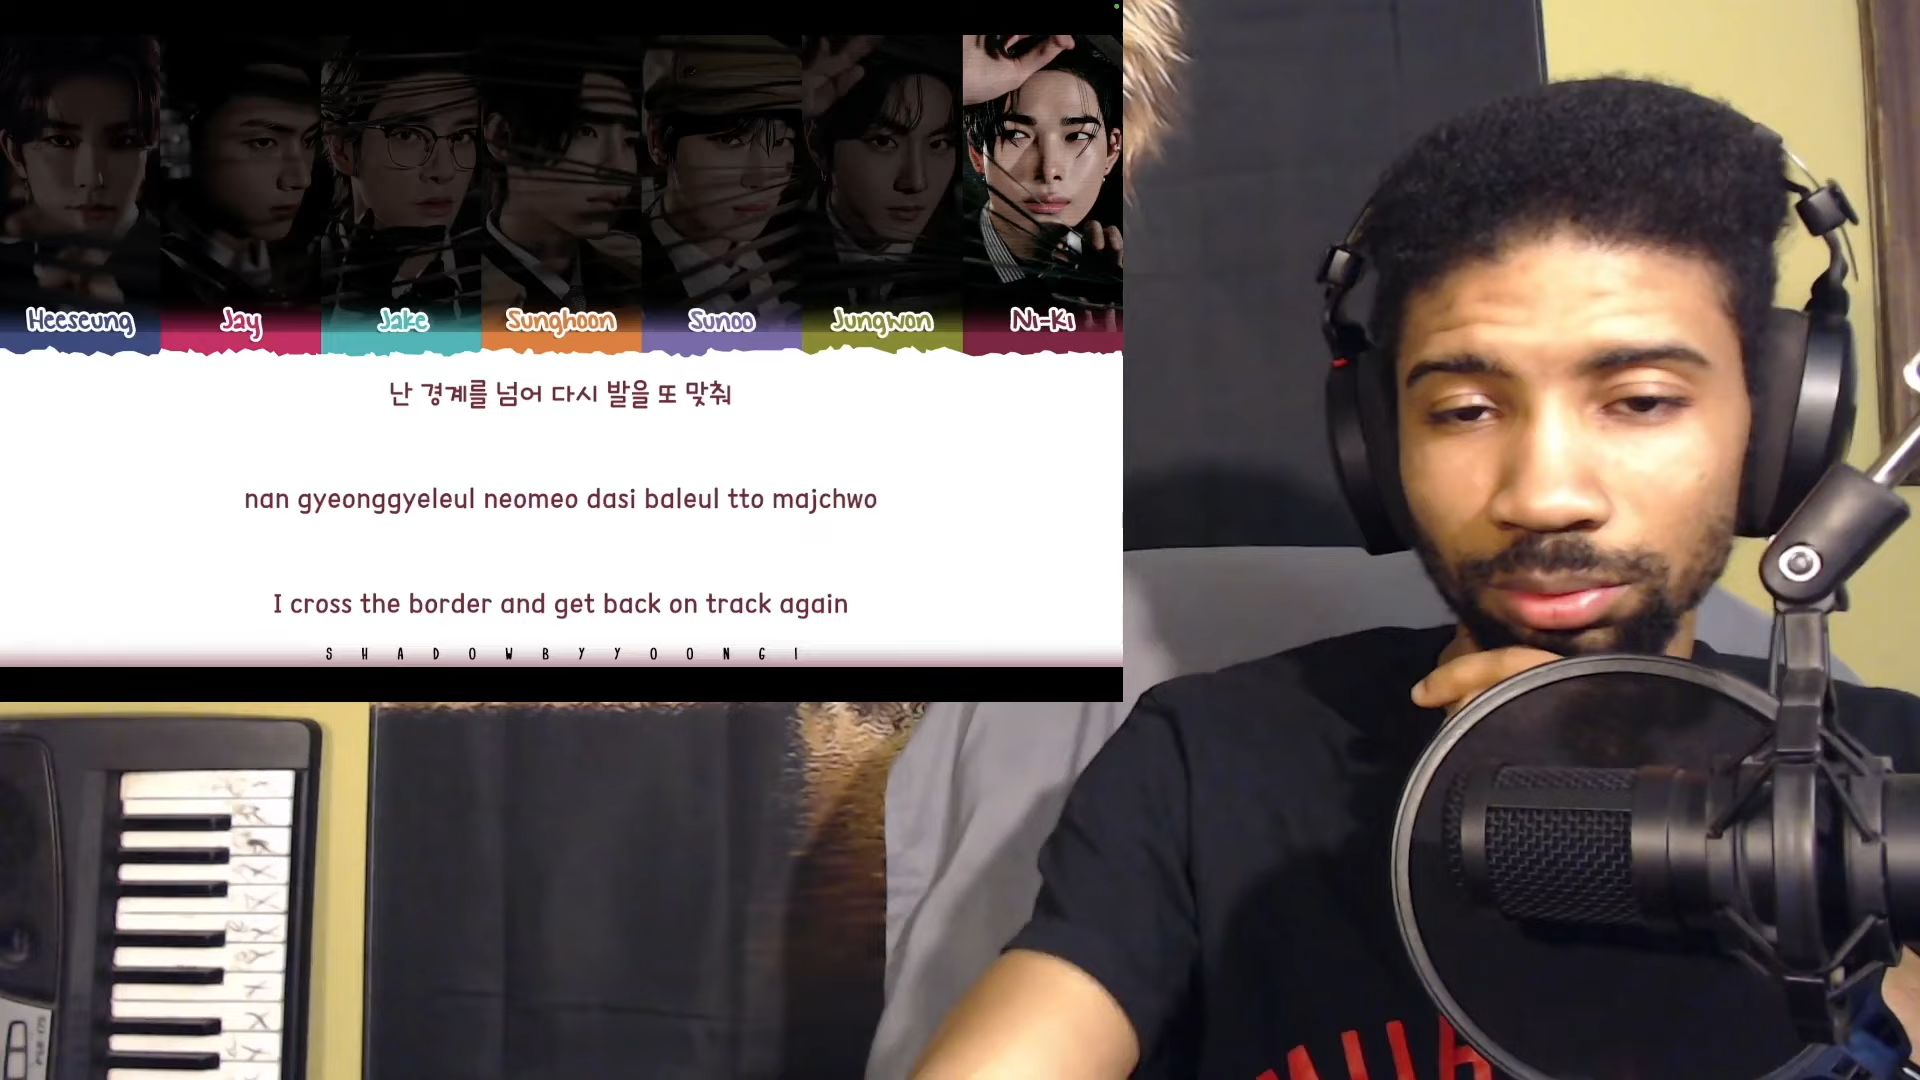 Heeseung Jay Jake Sunghoon Sunoo Jungwon Ni-Ki
난 경계를 넘어 다시 발을 또 맞춰
nan gyeonggyeleul neomeo dasi baleul tto majchwo
I cross the border and get back on track again
SHADOWBYYOONGI